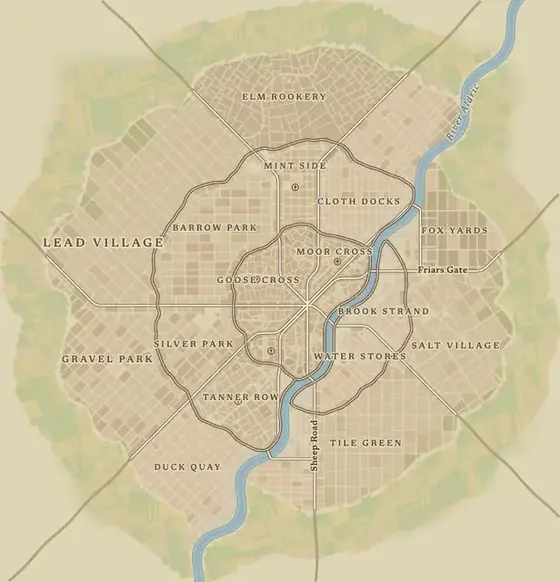 ELM ROOKERY
River Aldric
MINT SIDE
CLOTH DOCKS
BARROW PARK
FOX YARDS
LEAD VILLAGE
MOOR CROSS
Friars Gate
GOOSE CROSS
BROOK STRAND
SILVER PARK
SALT VILLAGE
GRAVEL PARK
WATER STORES
TANNER ROW
Sheep Road
TILE GREEN
DUCK QUAY